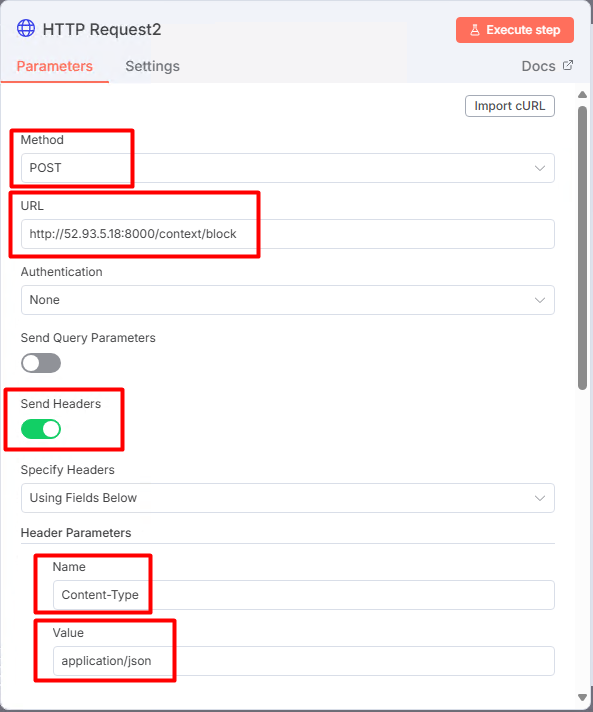 HTTP Request2
Execute step
Parameters Settings Docs
Import cURL
Method
POST
URL
http://52.93.5.18:8000/context/block
Authentication
None
Send Query Parameters
Send Headers
Specify Headers
Using Fields Below
Header Parameters
Name
Content-Type
Value
application/json